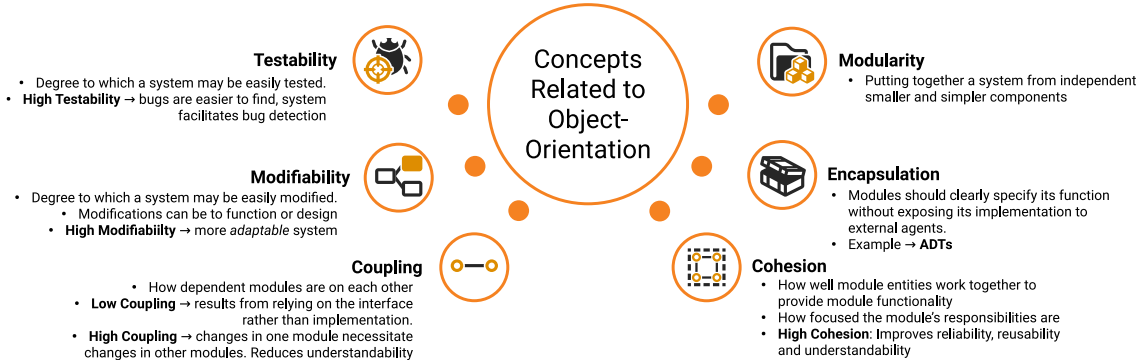 Concepts
Related to
Object-
Orientation
Testability
• Degree to which a system may be easily tested.
• High Testability → bugs are easier to find, system
facilitates bug detection
Modifiability
• Degree to which a system may be easily modified.
• Modifications can be to function or design
• High Modifiabiilty → more adaptable system
Coupling
• How dependent modules are on each other
• Low Coupling → results from relying on the interface
rather than implementation.
• High Coupling → changes in one module necessitate
changes in other modules. Reduces understandability
Modularity
• Putting together a system from independent
smaller and simpler components
Encapsulation
• Modules should clearly specify its function
without exposing its implementation to
external agents.
• Example → ADTs
Cohesion
• How well module entities work together to
provide module functionality
• How focused the module's responsibilities are
• High Cohesion: Improves reliability, reusability
and understandability